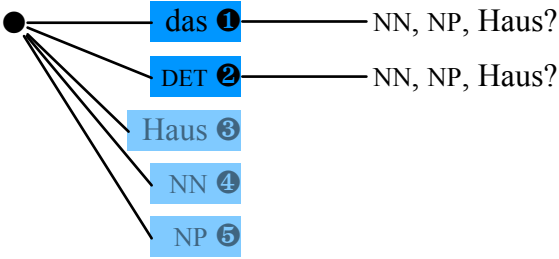 das ❶ NN, NP, Haus?
DET ❷ NN, NP, Haus?
Haus ❸
NN ❹
NP ❺